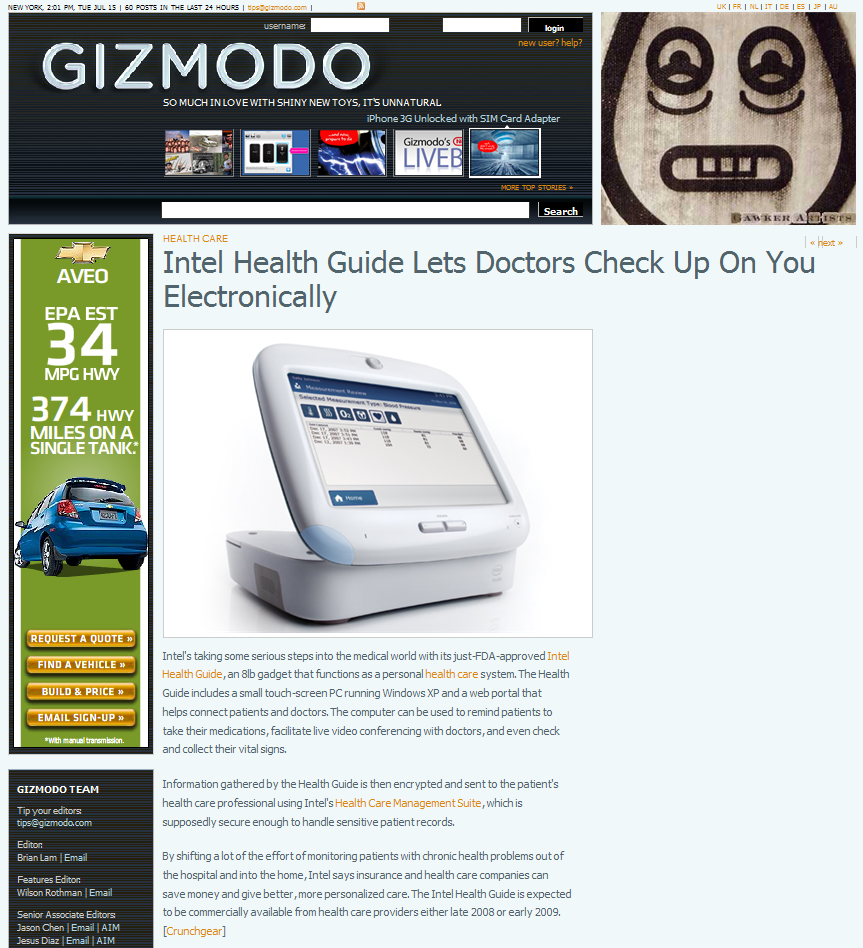 NEW YORK, 2:01 PM, TUE JUL 15 | 60 POSTS IN THE LAST 24 HOURS | tips@gizmodo.com |
UK | FR | NL | IT | DE | ES | JP | AU
username:
login
new user? help?
GIZMODO
SO MUCH IN LOVE WITH SHINY NEW TOYS, IT'S UNNATURAL
iPhone 3G Unlocked with SIM Card Adapter
Gizmodo's
LIVEB
MORE TOP STORIES »
Search
GAWKER ARTISTS
« next »
AVEO
EPA EST
34
MPG HWY
374 HWY
MILES ON A
SINGLE TANK.*
REQUEST A QUOTE »
FIND A VEHICLE »
BUILD & PRICE »
EMAIL SIGN-UP »
*With manual transmission.
GIZMODO TEAM
Tip your editors:
tips@gizmodo.com
Editor:
Brian Lam | Email
Features Editor:
Wilson Rothman | Email
Senior Associate Editors:
Jason Chen | Email | AIM
Jesus Diaz | Email | AIM
HEALTH CARE
Intel Health Guide Lets Doctors Check Up On You
Electronically
Measurement Review
Selected Measurement Type: Blood Pressure
Home
Intel's taking some serious steps into the medical world with its just-FDA-approved Intel
Health Guide, an 8lb gadget that functions as a personal health care system. The Health
Guide includes a small touch-screen PC running Windows XP and a web portal that
helps connect patients and doctors. The computer can be used to remind patients to
take their medications, facilitate live video conferencing with doctors, and even check
and collect their vital signs.
Information gathered by the Health Guide is then encrypted and sent to the patient's
health care professional using Intel's Health Care Management Suite, which is
supposedly secure enough to handle sensitive patient records.
By shifting a lot of the effort of monitoring patients with chronic health problems out of
the hospital and into the home, Intel says insurance and health care companies can
save money and give better, more personalized care. The Intel Health Guide is expected
to be commercially available from health care providers either late 2008 or early 2009.
[Crunchgear]